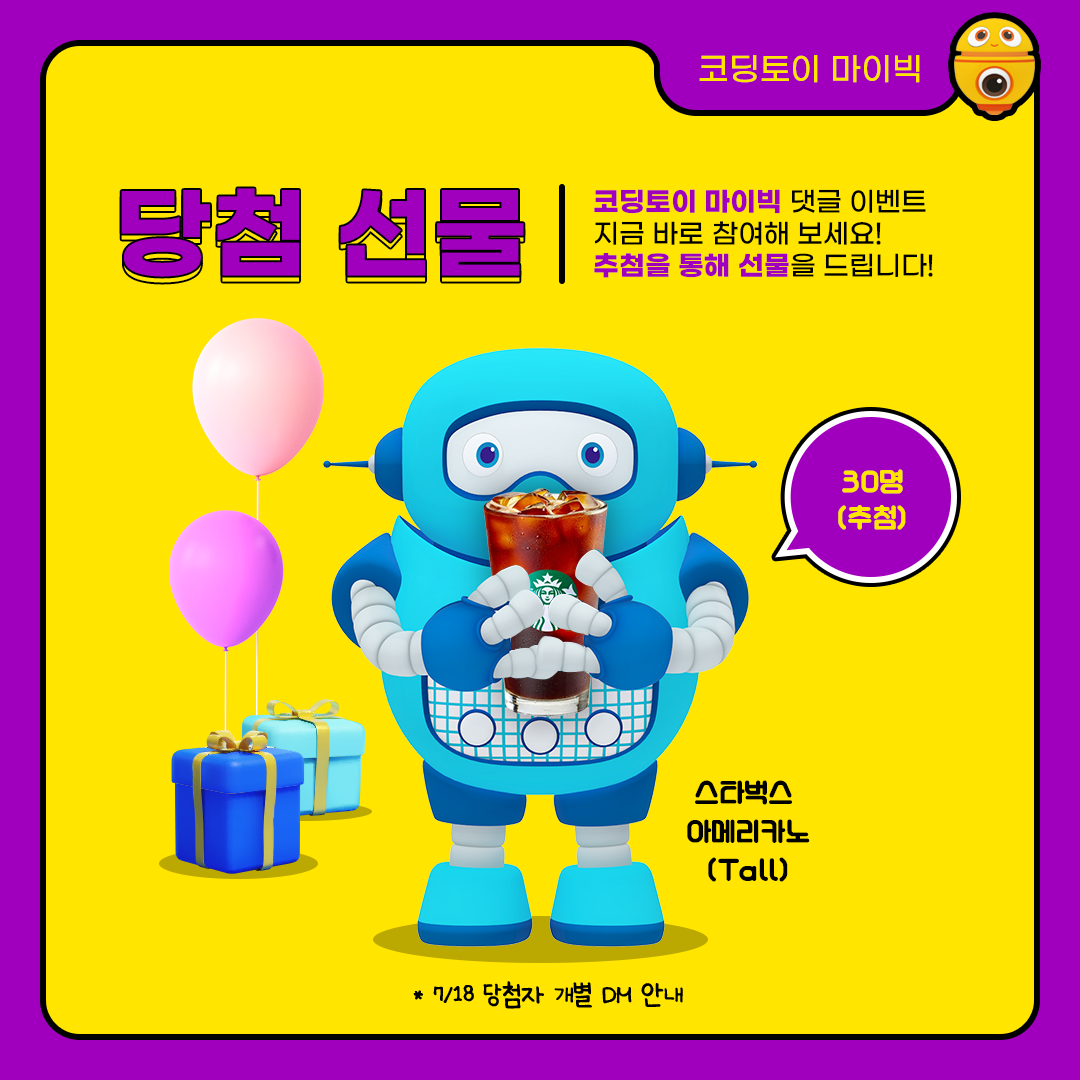 코딩토이 마이빅
당첨 선물
코딩토이 마이빅 댓글 이벤트
지금 바로 참여해 보세요!
추첨을 통해 선물을 드립니다!
30명
(추첨)
스타벅스
아메리카노
(Tall)
* 7/18 당첨자 개별 DM 안내